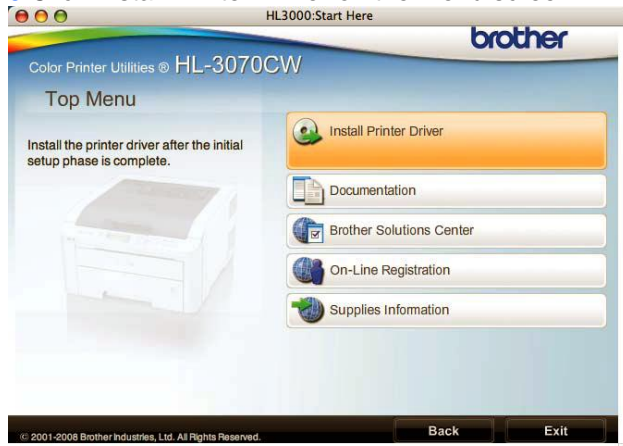 HL3000:Start Here
brother
Color Printer Utilities ® HL-3070CW
Top Menu
Install the printer driver after the initial
setup phase is complete.
Install Printer Driver
Documentation
Brother Solutions Center
On-Line Registration
Supplies Information
© 2001-2008 Brother Industries, Ltd. All Rights Reserved.
Back
Exit